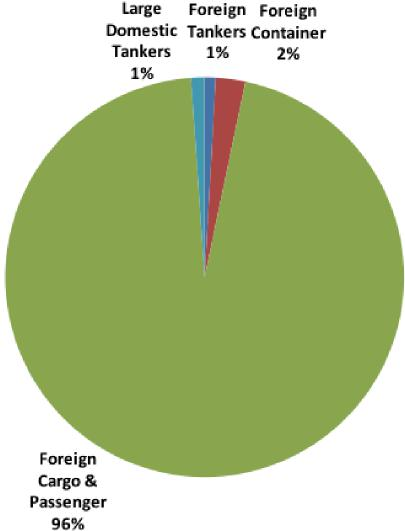 Large
Domestic
Tankers
1%
Foreign
Tankers
1%
Foreign
Container
2%
Foreign
Cargo &
Passenger
96%